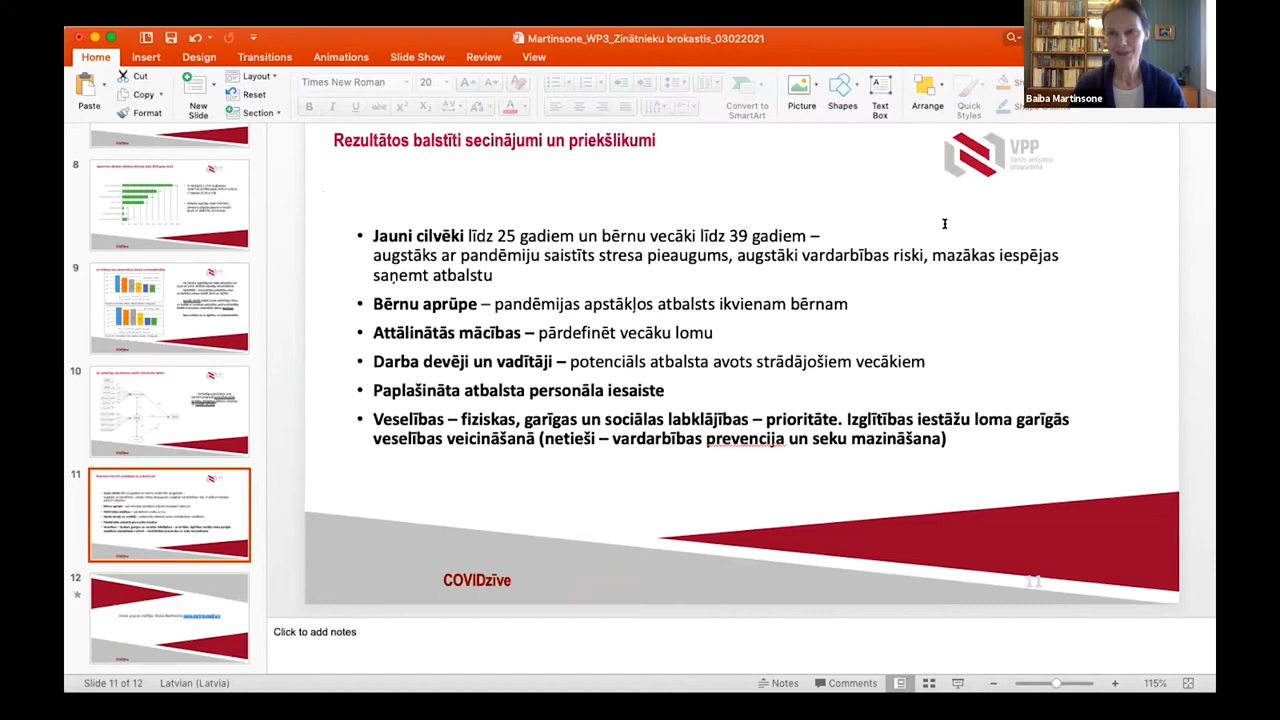 Martinsone_WP3_Zinātnieku brokastis_03022021
Home Insert Design Transitions Animations Slide Show Review View
Baiba Martinsone
Paste
Cut
Copy
Format
New
Slide
Layout
Reset
Section
Times New Roman 20
Convert to
SmartArt
Picture
Shapes
Text
Box
Arrange
Quick
Styles
8
9
10
11
12
Rezultātos balstīti secinājumi un priekšlikumi
VPP
Valsts pētījumu
programma
• Jauni cilvēki līdz 25 gadiem un bērnu vecāki līdz 39 gadiem –
augstāks ar pandēmiju saistīts stresa pieaugums, augstāki vardarbības riski, mazākas iespējas
saņemt atbalstu
• Bērnu aprūpe – pandēmijas apstākļos atbalsts ikvienam bērnam
• Attālinātās mācības – pārdefinēt vecāku lomu
• Darba devēji un vadītāji – potenciāls atbalsta avots strādājošiem vecākiem
• Paplašināta atbalsta personāla iesaiste
• Veselības – fiziskas, garīgas un sociālas labklājības – prioritāte. Izglītības iestāžu loma garīgās
veselības veicināšanā (netieši – vardarbības prevencija un seku mazināšana)
COVIDzīve
11
Click to add notes
Slide 11 of 12 Latvian (Latvia) Notes Comments 115%